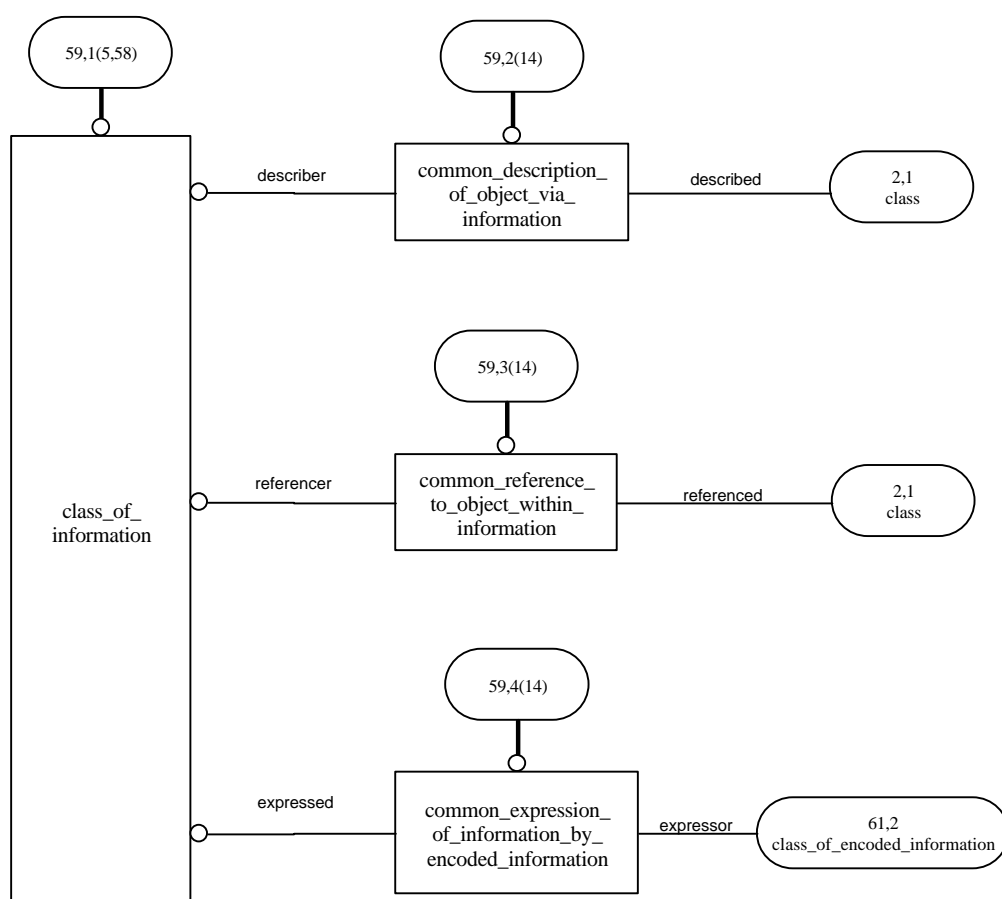 59,1(5,58)
59,2(14)
describer
common_description_
of_object_via_
information
described
2,1
class
59,3(14)
class_of_
information
referencer
common_reference_
to_object_within_
information
referenced
2,1
class
59,4(14)
expressed
common_expression_
of_information_by_
encoded_information
expressor
61,2
class_of_encoded_information